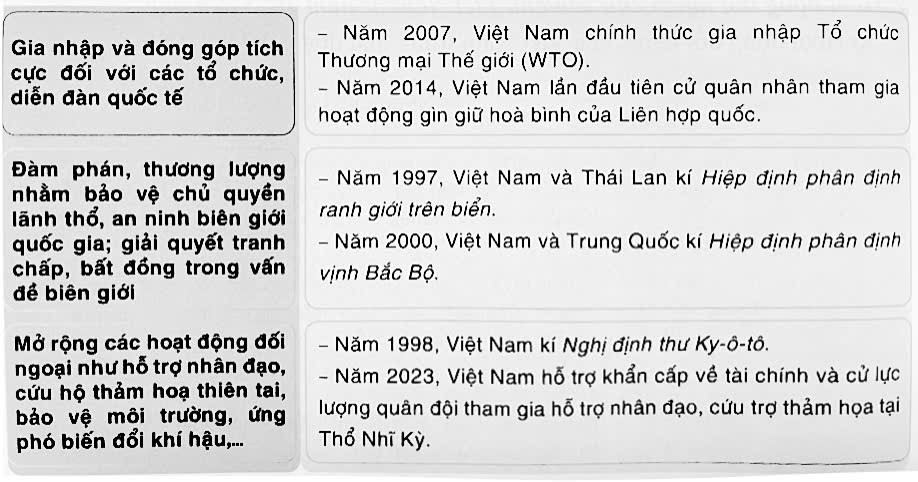 Gia nhập và đóng góp tích
cực đối với các tổ chức,
diễn đàn quốc tế
– Năm 2007, Việt Nam chính thức gia nhập Tổ chức
Thương mại Thế giới (WTO).
– Năm 2014, Việt Nam lần đầu tiên cử quân nhân tham gia
hoạt động gìn giữ hoà bình của Liên hợp quốc.
Đàm phán, thương lượng
nhằm bảo vệ chủ quyền
lãnh thổ, an ninh biên giới
quốc gia; giải quyết tranh
chấp, bất đồng trong vấn
đề biên giới
– Năm 1997, Việt Nam và Thái Lan kí Hiệp định phân định
ranh giới trên biển.
– Năm 2000, Việt Nam và Trung Quốc kí Hiệp định phân định
vịnh Bắc Bộ.
Mở rộng các hoạt động đối
ngoại như hỗ trợ nhân đạo,
cứu hộ thảm hoạ thiên tai,
bảo vệ môi trường, ứng
phó biến đổi khí hậu,...
– Năm 1998, Việt Nam kí Nghị định thư Ky-ô-tô.
– Năm 2023, Việt Nam hỗ trợ khẩn cấp về tài chính và cử lực
lượng quân đội tham gia hỗ trợ nhân đạo, cứu trợ thảm họa tại
Thổ Nhĩ Kỳ.